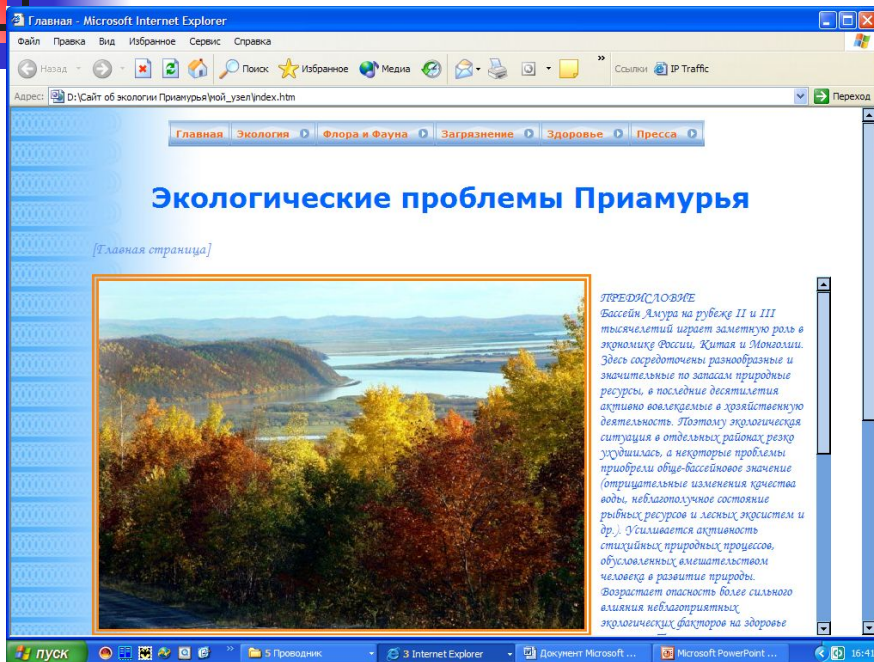 Главная - Microsoft Internet Explorer
Файл Правка Вид Избранное Сервис Справка
Назад Поиск Избранное Медиа » Ссылки IP Traffic
Адрес: D:\Сайт об экологии Приамурья\мой_узел\index.htm Переход
Главная Экология Флора и Фауна Загрязнение Здоровье Пресса
Экологические проблемы Приамурья
[Главная страница]
ПРЕДИСЛОВИЕ
Бассейн Амура на рубеже II и III
тысячелетий играет заметную роль в
экономике России, Китая и Монголии.
Здесь сосредоточены разнообразные и
значительные по запасам природные
ресурсы, в последние десятилетия
активно вовлекаемые в хозяйственную
деятельность. Поэтому экологическая
ситуация в отдельных районах резко
ухудшилась, а некоторые проблемы
приобрели обще-бассейновое значение
(отрицательные изменения качества
воды, неблагополучное состояние
рыбных ресурсов и лесных экосистем и
др.). Усиливается активность
стихийных природных процессов,
обусловленных вмешательством
человека в развитие природы.
Возрастает опасность более сильного
влияния неблагоприятных
экологических факторов на здоровье
пуск » 5 Проводник 3 Internet Explorer Документ Microsoft ... Microsoft PowerPoint ... 16:41